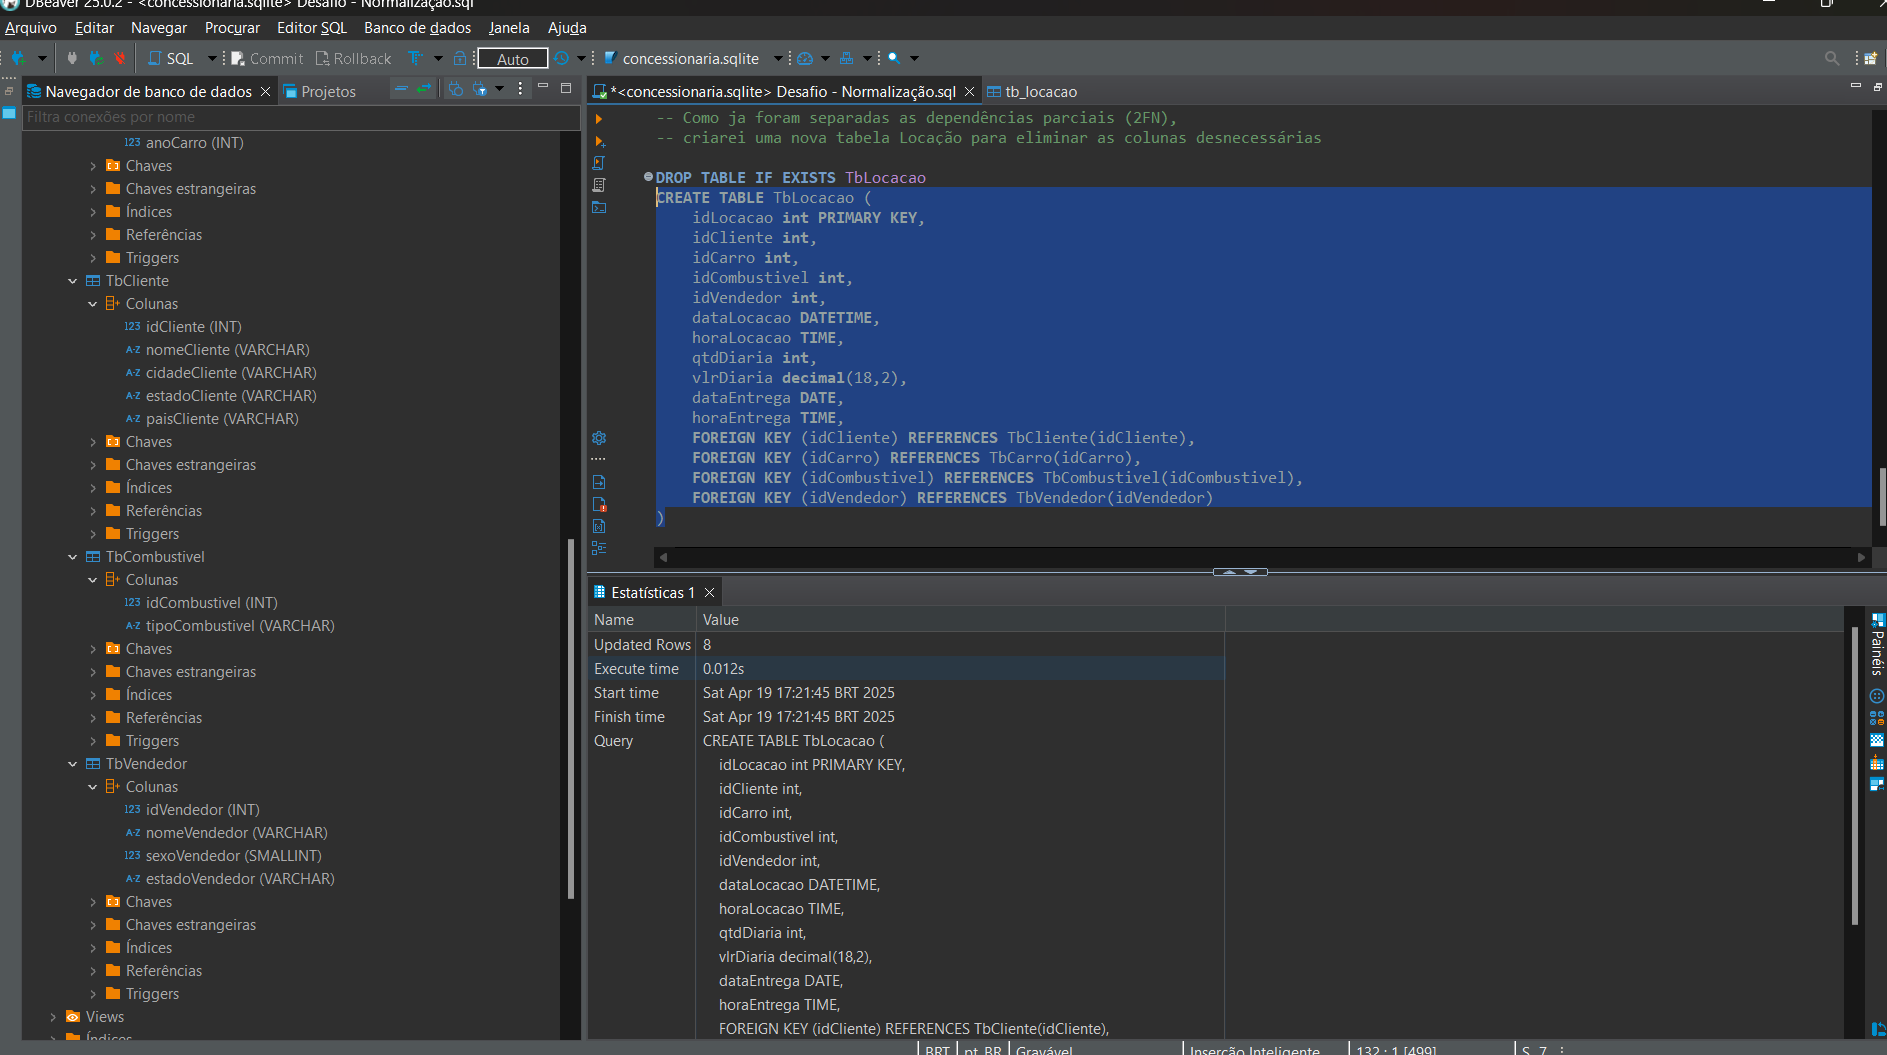 DBeaver 25.0.2 - <concessionaria.sqlite> Desafio - Normalização.sql
Arquivo Editar Navegar Procurar Editor SQL Banco de dados Janela Ajuda
SQL Commit Rollback Auto concessionaria.sqlite
Navegador de banco de dados Projetos
Filtra conexões por nome
123 anoCarro (INT)
Chaves
Chaves estrangeiras
Índices
Referências
Triggers
TbCliente
Colunas
123 idCliente (INT)
A-Z nomeCliente (VARCHAR)
A-Z cidadeCliente (VARCHAR)
A-Z estadoCliente (VARCHAR)
A-Z paisCliente (VARCHAR)
Chaves
Chaves estrangeiras
Índices
Referências
Triggers
TbCombustivel
Colunas
123 idCombustivel (INT)
A-Z tipoCombustivel (VARCHAR)
Chaves
Chaves estrangeiras
Índices
Referências
Triggers
TbVendedor
Colunas
123 idVendedor (INT)
A-Z nomeVendedor (VARCHAR)
123 sexoVendedor (SMALLINT)
A-Z estadoVendedor (VARCHAR)
Chaves
Chaves estrangeiras
Índices
Referências
Triggers
Views
Índices
*<concessionaria.sqlite> Desafio - Normalização.sql tb_locacao
-- Como ja foram separadas as dependências parciais (2FN),
-- criarei uma nova tabela Locação para eliminar as colunas desnecessárias
DROP TABLE IF EXISTS TbLocacao
CREATE TABLE TbLocacao (
idLocacao int PRIMARY KEY,
idCliente int,
idCarro int,
idCombustivel int,
idVendedor int,
dataLocacao DATETIME,
horaLocacao TIME,
qtdDiaria int,
vlrDiaria decimal(18,2),
dataEntrega DATE,
horaEntrega TIME,
FOREIGN KEY (idCliente) REFERENCES TbCliente(idCliente),
FOREIGN KEY (idCarro) REFERENCES TbCarro(idCarro),
FOREIGN KEY (idCombustivel) REFERENCES TbCombustivel(idCombustivel),
FOREIGN KEY (idVendedor) REFERENCES TbVendedor(idVendedor)
)
Estatísticas 1
Name Value
Updated Rows 8
Execute time 0.012s
Start time Sat Apr 19 17:21:45 BRT 2025
Finish time Sat Apr 19 17:21:45 BRT 2025
Query CREATE TABLE TbLocacao (
idLocacao int PRIMARY KEY,
idCliente int,
idCarro int,
idCombustivel int,
idVendedor int,
dataLocacao DATETIME,
horaLocacao TIME,
qtdDiaria int,
vlrDiaria decimal(18,2),
dataEntrega DATE,
horaEntrega TIME,
FOREIGN KEY (idCliente) REFERENCES TbCliente(idCliente),
Painéis
BRT pt_BR Gravável Inserção Inteligente 132 : 1 [499] S 7